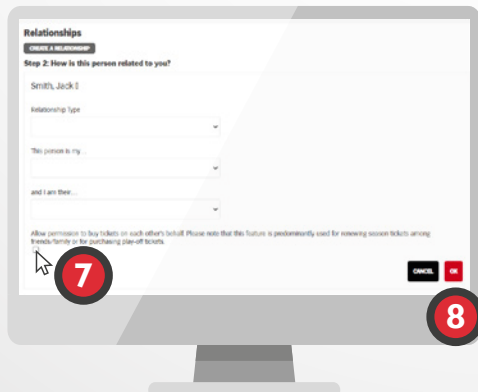 Relationships
CREATE A RELATIONSHIP
Step 2: How is this person related to you?
Smith, Jack
Relationship Type
This person is my...
and I am their...
Allow permission to buy tickets on each other's behalf. Please note that this feature is predominantly used for renewing season tickets among
friends/family or for purchasing play-off tickets.
7
CANCEL OK
8